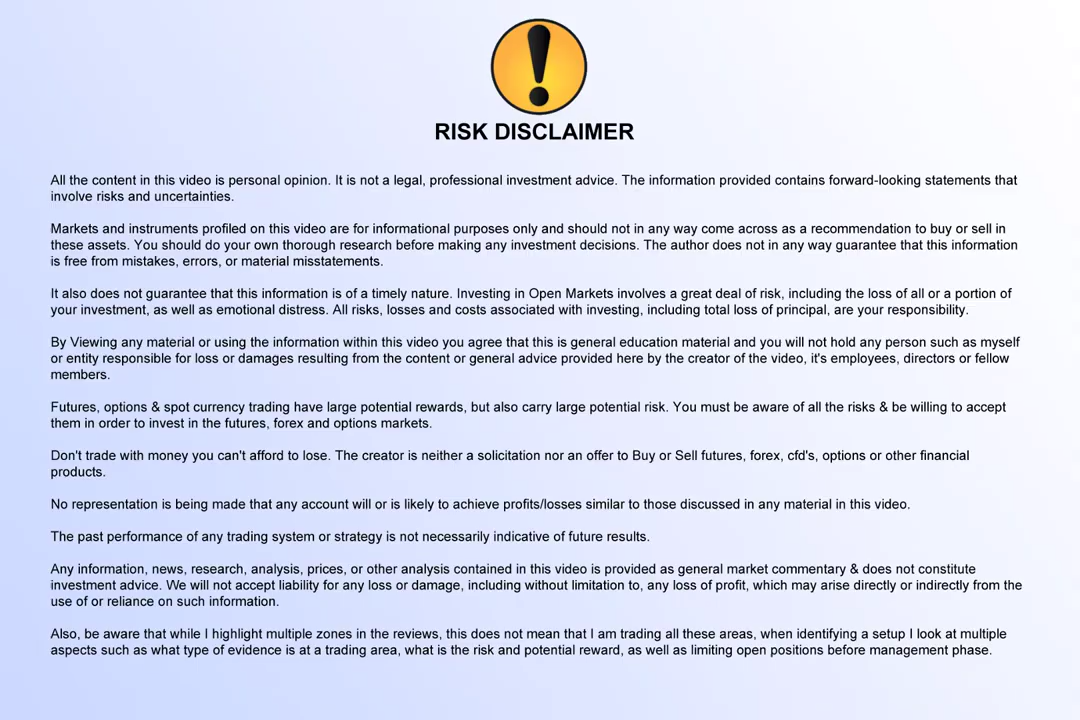 RISK DISCLAIMER
All the content in this video is personal opinion. It is not a legal, professional investment advice. The information provided contains forward-looking statements that
involve risks and uncertainties.
Markets and instruments profiled on this video are for informational purposes only and should not in any way come across as a recommendation to buy or sell in
these assets. You should do your own thorough research before making any investment decisions. The author does not in any way guarantee that this information
is free from mistakes, errors, or material misstatements.
It also does not guarantee that this information is of a timely nature. Investing in Open Markets involves a great deal of risk, including the loss of all or a portion of
your investment, as well as emotional distress. All risks, losses and costs associated with investing, including total loss of principal, are your responsibility.
By Viewing any material or using the information within this video you agree that this is general education material and you will not hold any person such as myself
or entity responsible for loss or damages resulting from the content or general advice provided here by the creator of the video, it's employees, directors or fellow
members.
Futures, options & spot currency trading have large potential rewards, but also carry large potential risk. You must be aware of all the risks & be willing to accept
them in order to invest in the futures, forex and options markets.
Don't trade with money you can't afford to lose. The creator is neither a solicitation nor an offer to Buy or Sell futures, forex, cfd's, options or other financial
products.
No representation is being made that any account will or is likely to achieve profits/losses similar to those discussed in any material in this video.
The past performance of any trading system or strategy is not necessarily indicative of future results.
Any information, news, research, analysis, prices, or other analysis contained in this video is provided as general market commentary & does not constitute
investment advice. We will not accept liability for any loss or damage, including without limitation to, any loss of profit, which may arise directly or indirectly from the
use of or reliance on such information.
Also, be aware that while I highlight multiple zones in the reviews, this does not mean that I am trading all these areas, when identifying a setup I look at multiple
aspects such as what type of evidence is at a trading area, what is the risk and potential reward, as well as limiting open positions before management phase.